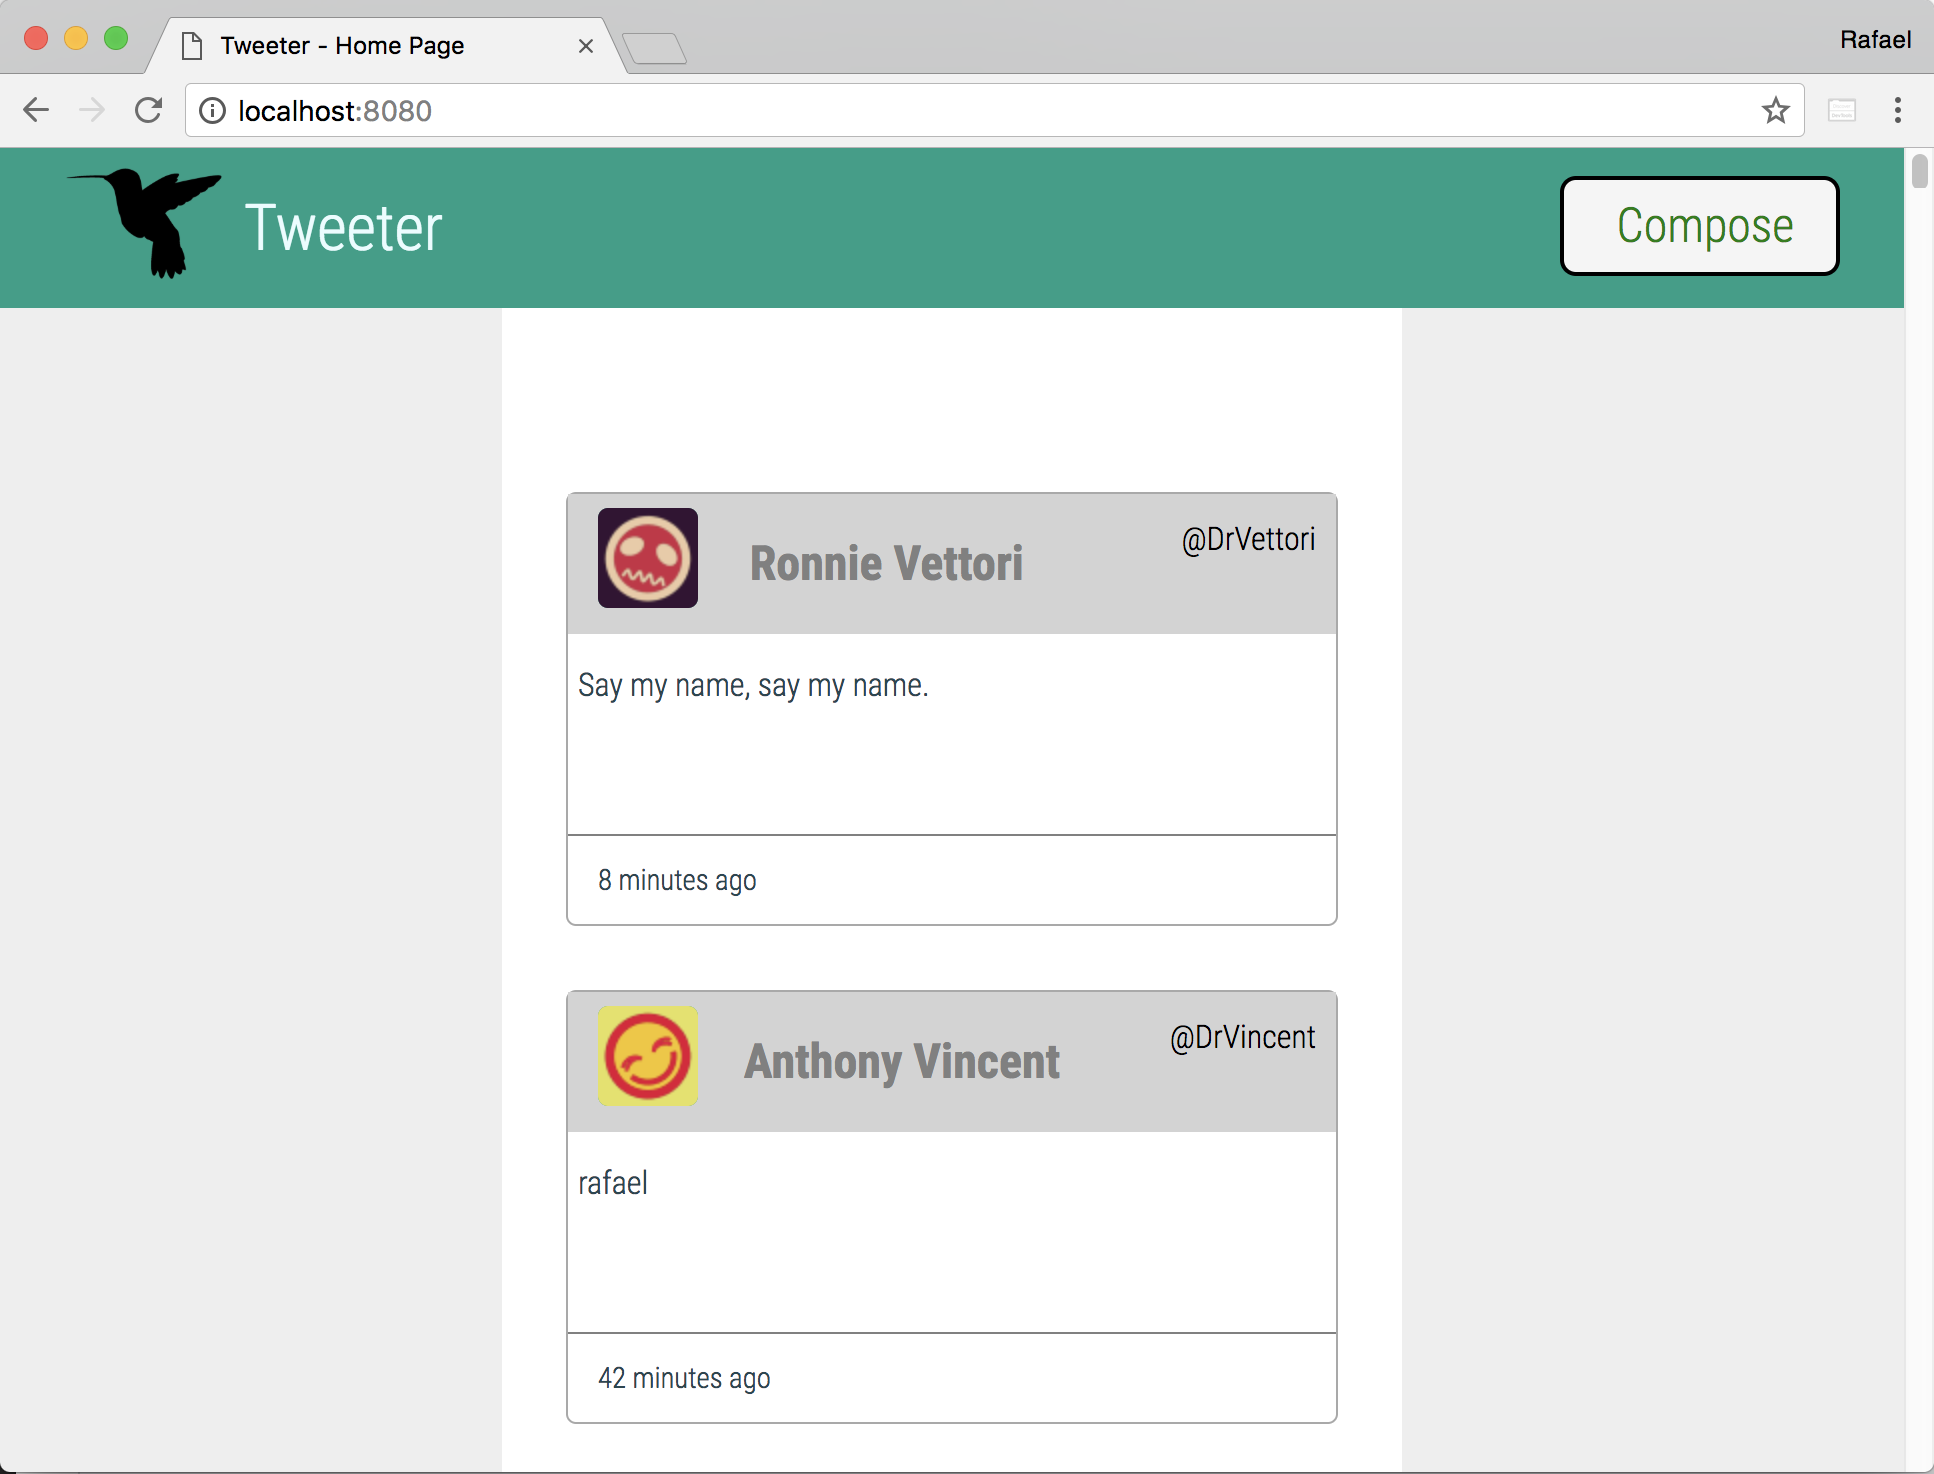 Tweeter - Home Page
Rafael
localhost:8080
Tweeter
Compose
Ronnie Vettori
@DrVettori
Say my name, say my name.
8 minutes ago
Anthony Vincent
@DrVincent
rafael
42 minutes ago